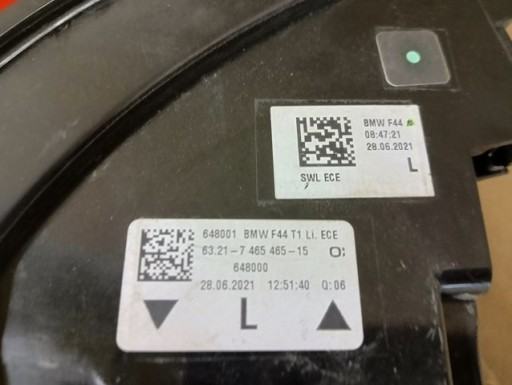 BMW F44
08:47:21
28.06.2021
SWL ECE
L
648001 BMW F44 T1 Li. ECE
63.21-7 465 465-15
648000
28.06.2021 12:51:40 Q:06
L